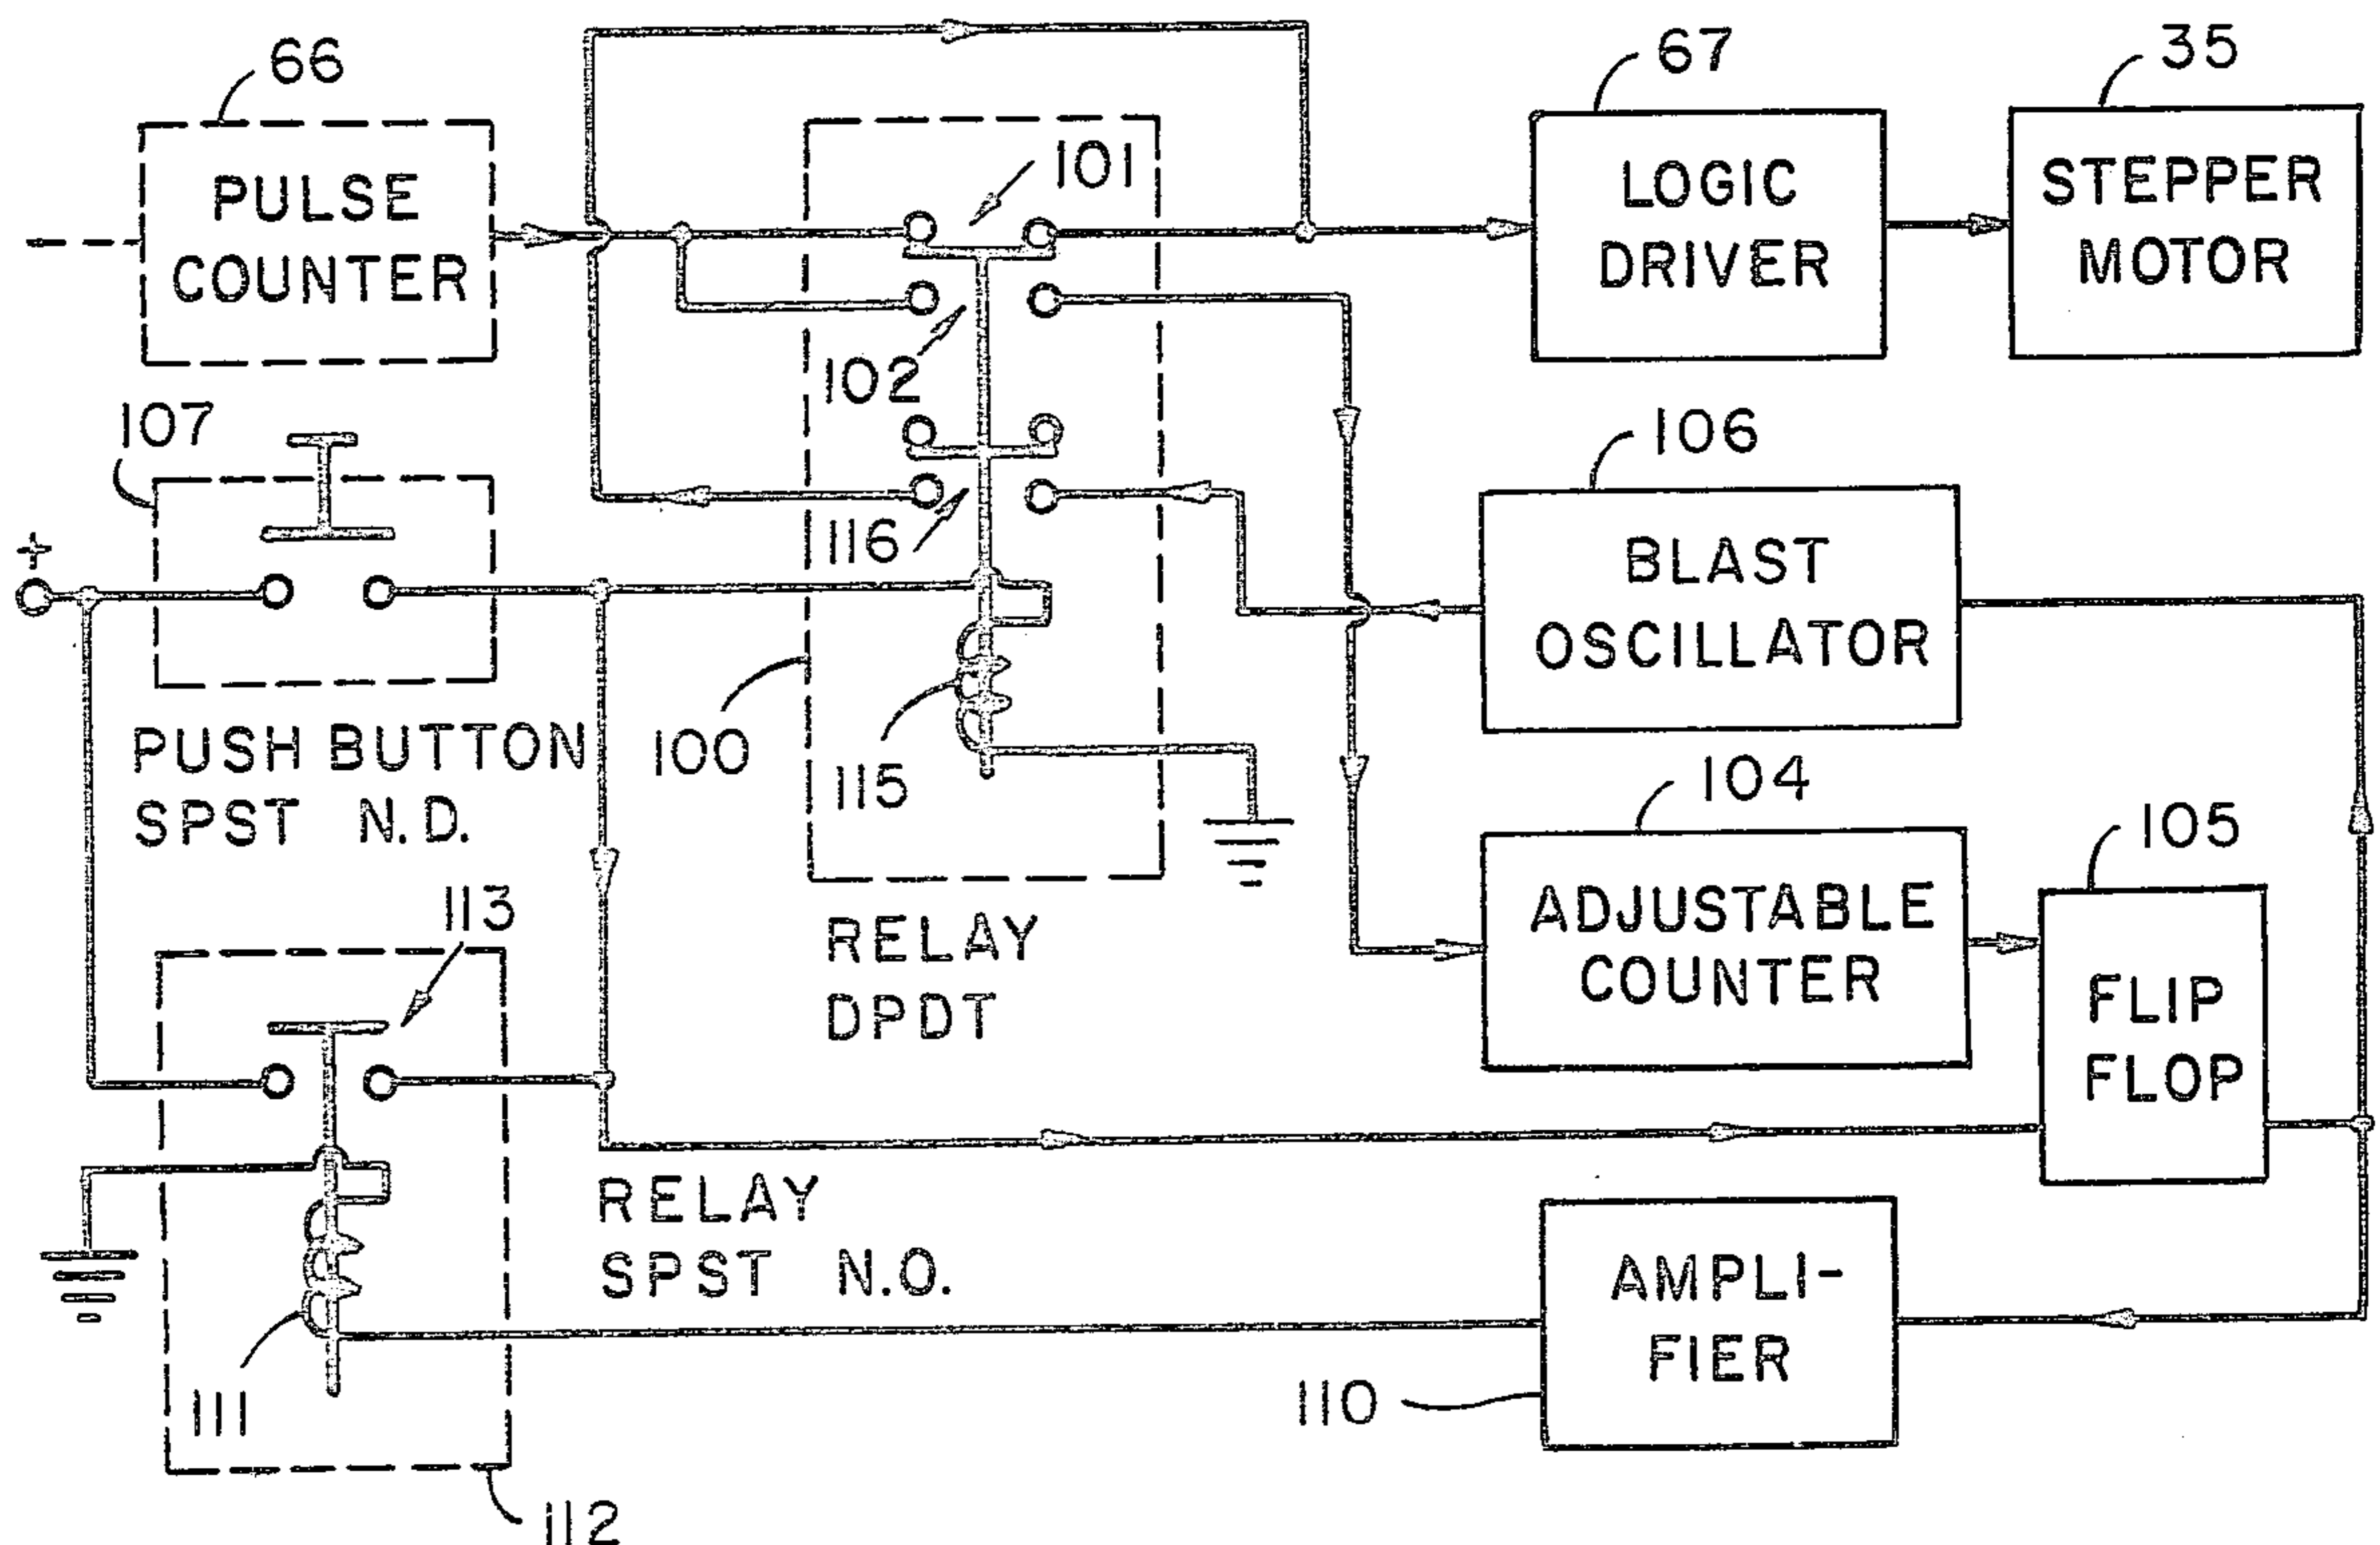 66
PULSE
COUNTER
101
102
67
LOGIC
DRIVER
35
STEPPER
MOTOR
107
+
PUSH BUTTON
SPST N.D.
116
115
100
RELAY
DPDT
106
BLAST
OSCILLATOR
104
ADJUSTABLE
COUNTER
105
FLIP
FLOP
113
111
112
RELAY
SPST N.O.
AMPLI-
FIER
110